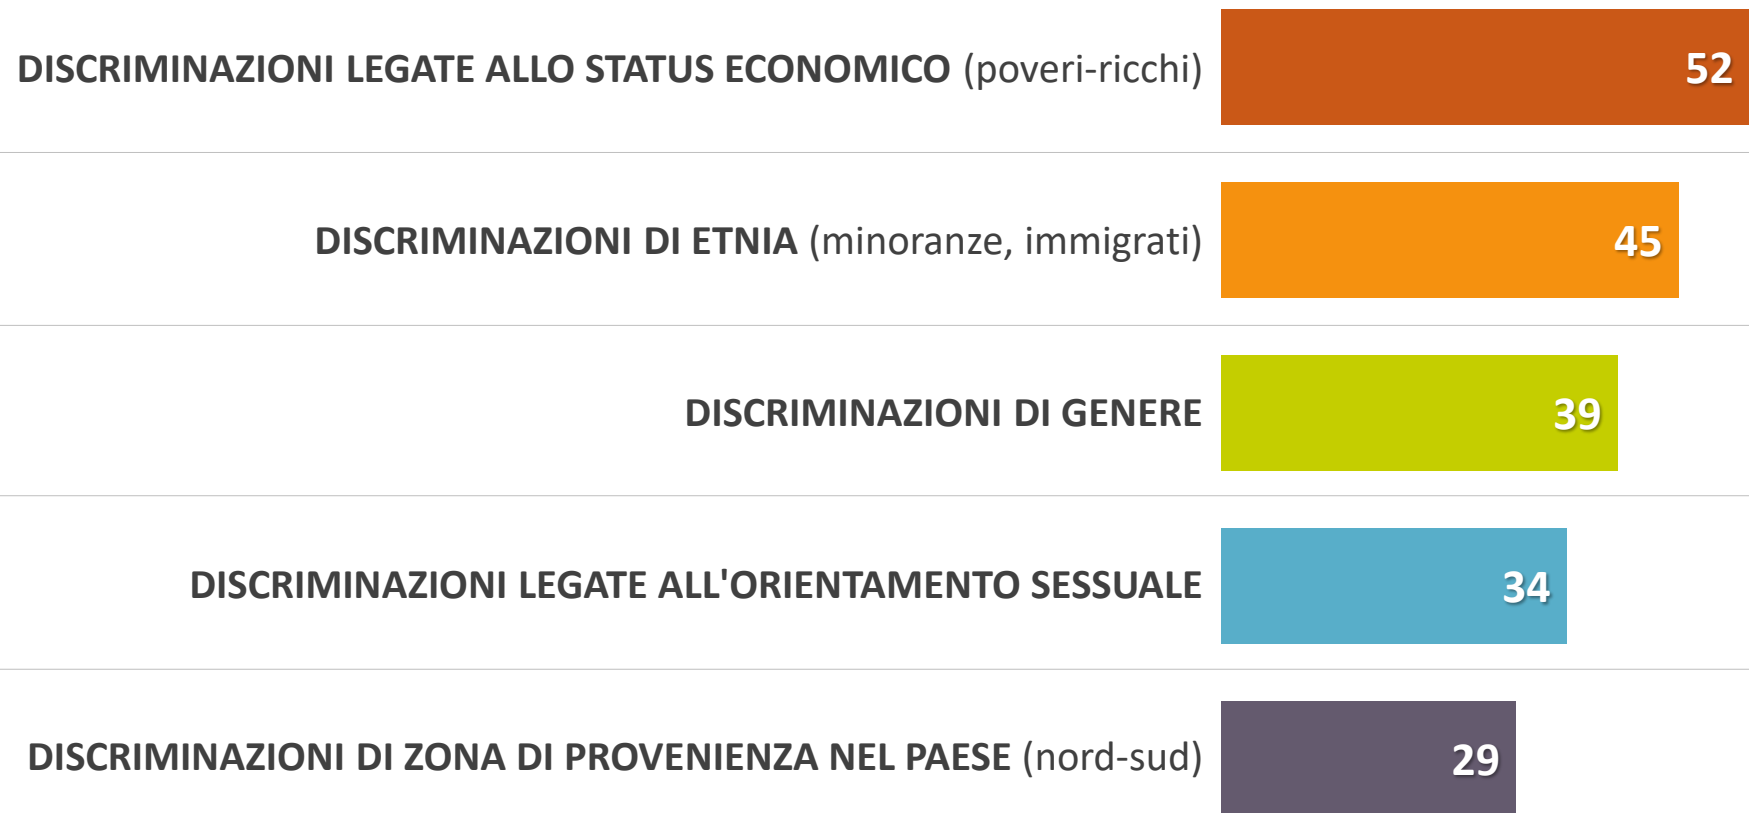 DISCRIMINAZIONI LEGATE ALLO STATUS ECONOMICO (poveri-ricchi) 52
DISCRIMINAZIONI DI ETNIA (minoranze, immigrati) 45
DISCRIMINAZIONI DI GENERE 39
DISCRIMINAZIONI LEGATE ALL'ORIENTAMENTO SESSUALE 34
DISCRIMINAZIONI DI ZONA DI PROVENIENZA NEL PAESE (nord-sud) 29